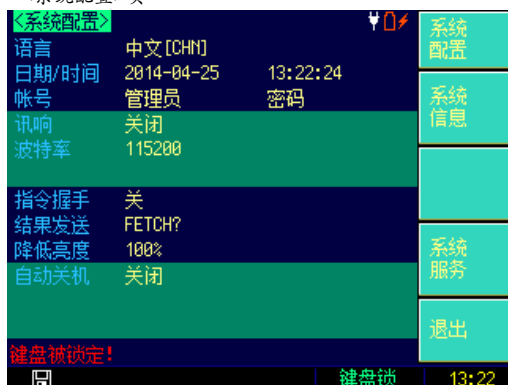 <系统配置>
语言 中文[CHN]
日期/时间 2014-04-25 13:22:24
帐号 管理员 密码
讯响 关闭
波特率 115200
指令握手 关
结果发送 FETCH?
降低亮度 100%
自动关机 关闭
键盘被锁定!
系统
配置
系统
信息
系统
服务
退出
键盘锁 13:22